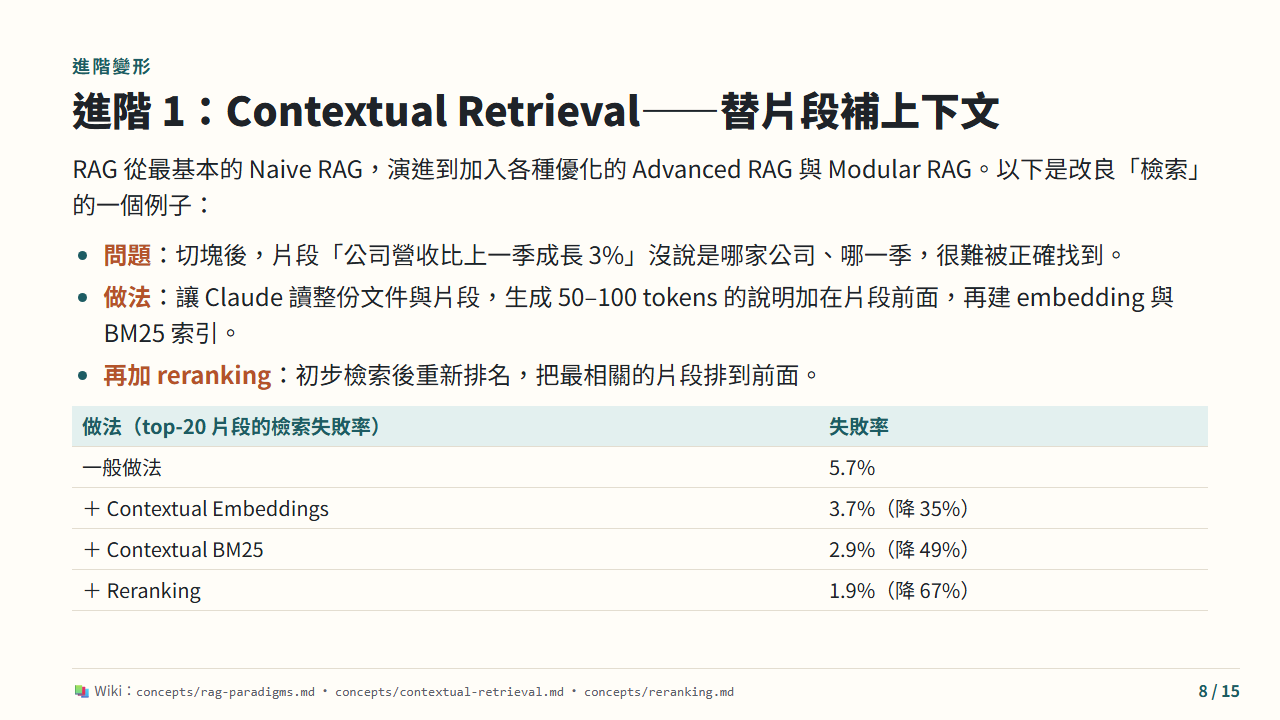 進階變形
進階 1：Contextual Retrieval——替片段補上下文
RAG 從最基本的 Naive RAG，演進到加入各種優化的 Advanced RAG 與 Modular RAG。以下是改良「檢索」
的一個例子：
• 問題：切塊後，片段「公司營收比上一季成長 3%」沒說是哪家公司、哪一季，很難被正確找到。
• 做法：讓 Claude 讀整份文件與片段，生成 50–100 tokens 的說明加在片段前面，再建 embedding 與
BM25 索引。
• 再加 reranking：初步檢索後重新排名，把最相關的片段排到前面。
做法（top-20 片段的檢索失敗率） 失敗率
一般做法 5.7%
＋ Contextual Embeddings 3.7%（降 35%）
＋ Contextual BM25 2.9%（降 49%）
＋ Reranking 1.9%（降 67%）
Wiki：concepts/rag-paradigms.md • concepts/contextual-retrieval.md • concepts/reranking.md 8 / 15